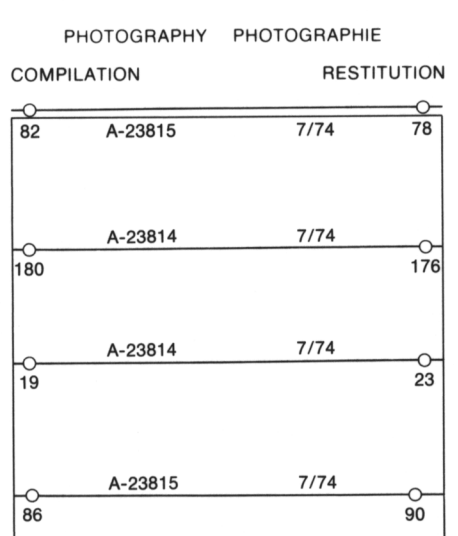 PHOTOGRAPHY PHOTOGRAPHIE
COMPILATION RESTITUTION
82 A-23815 7/74 78
A-23814 7/74
180 176
A-23814 7/74
19 23
A-23815 7/74
86 90